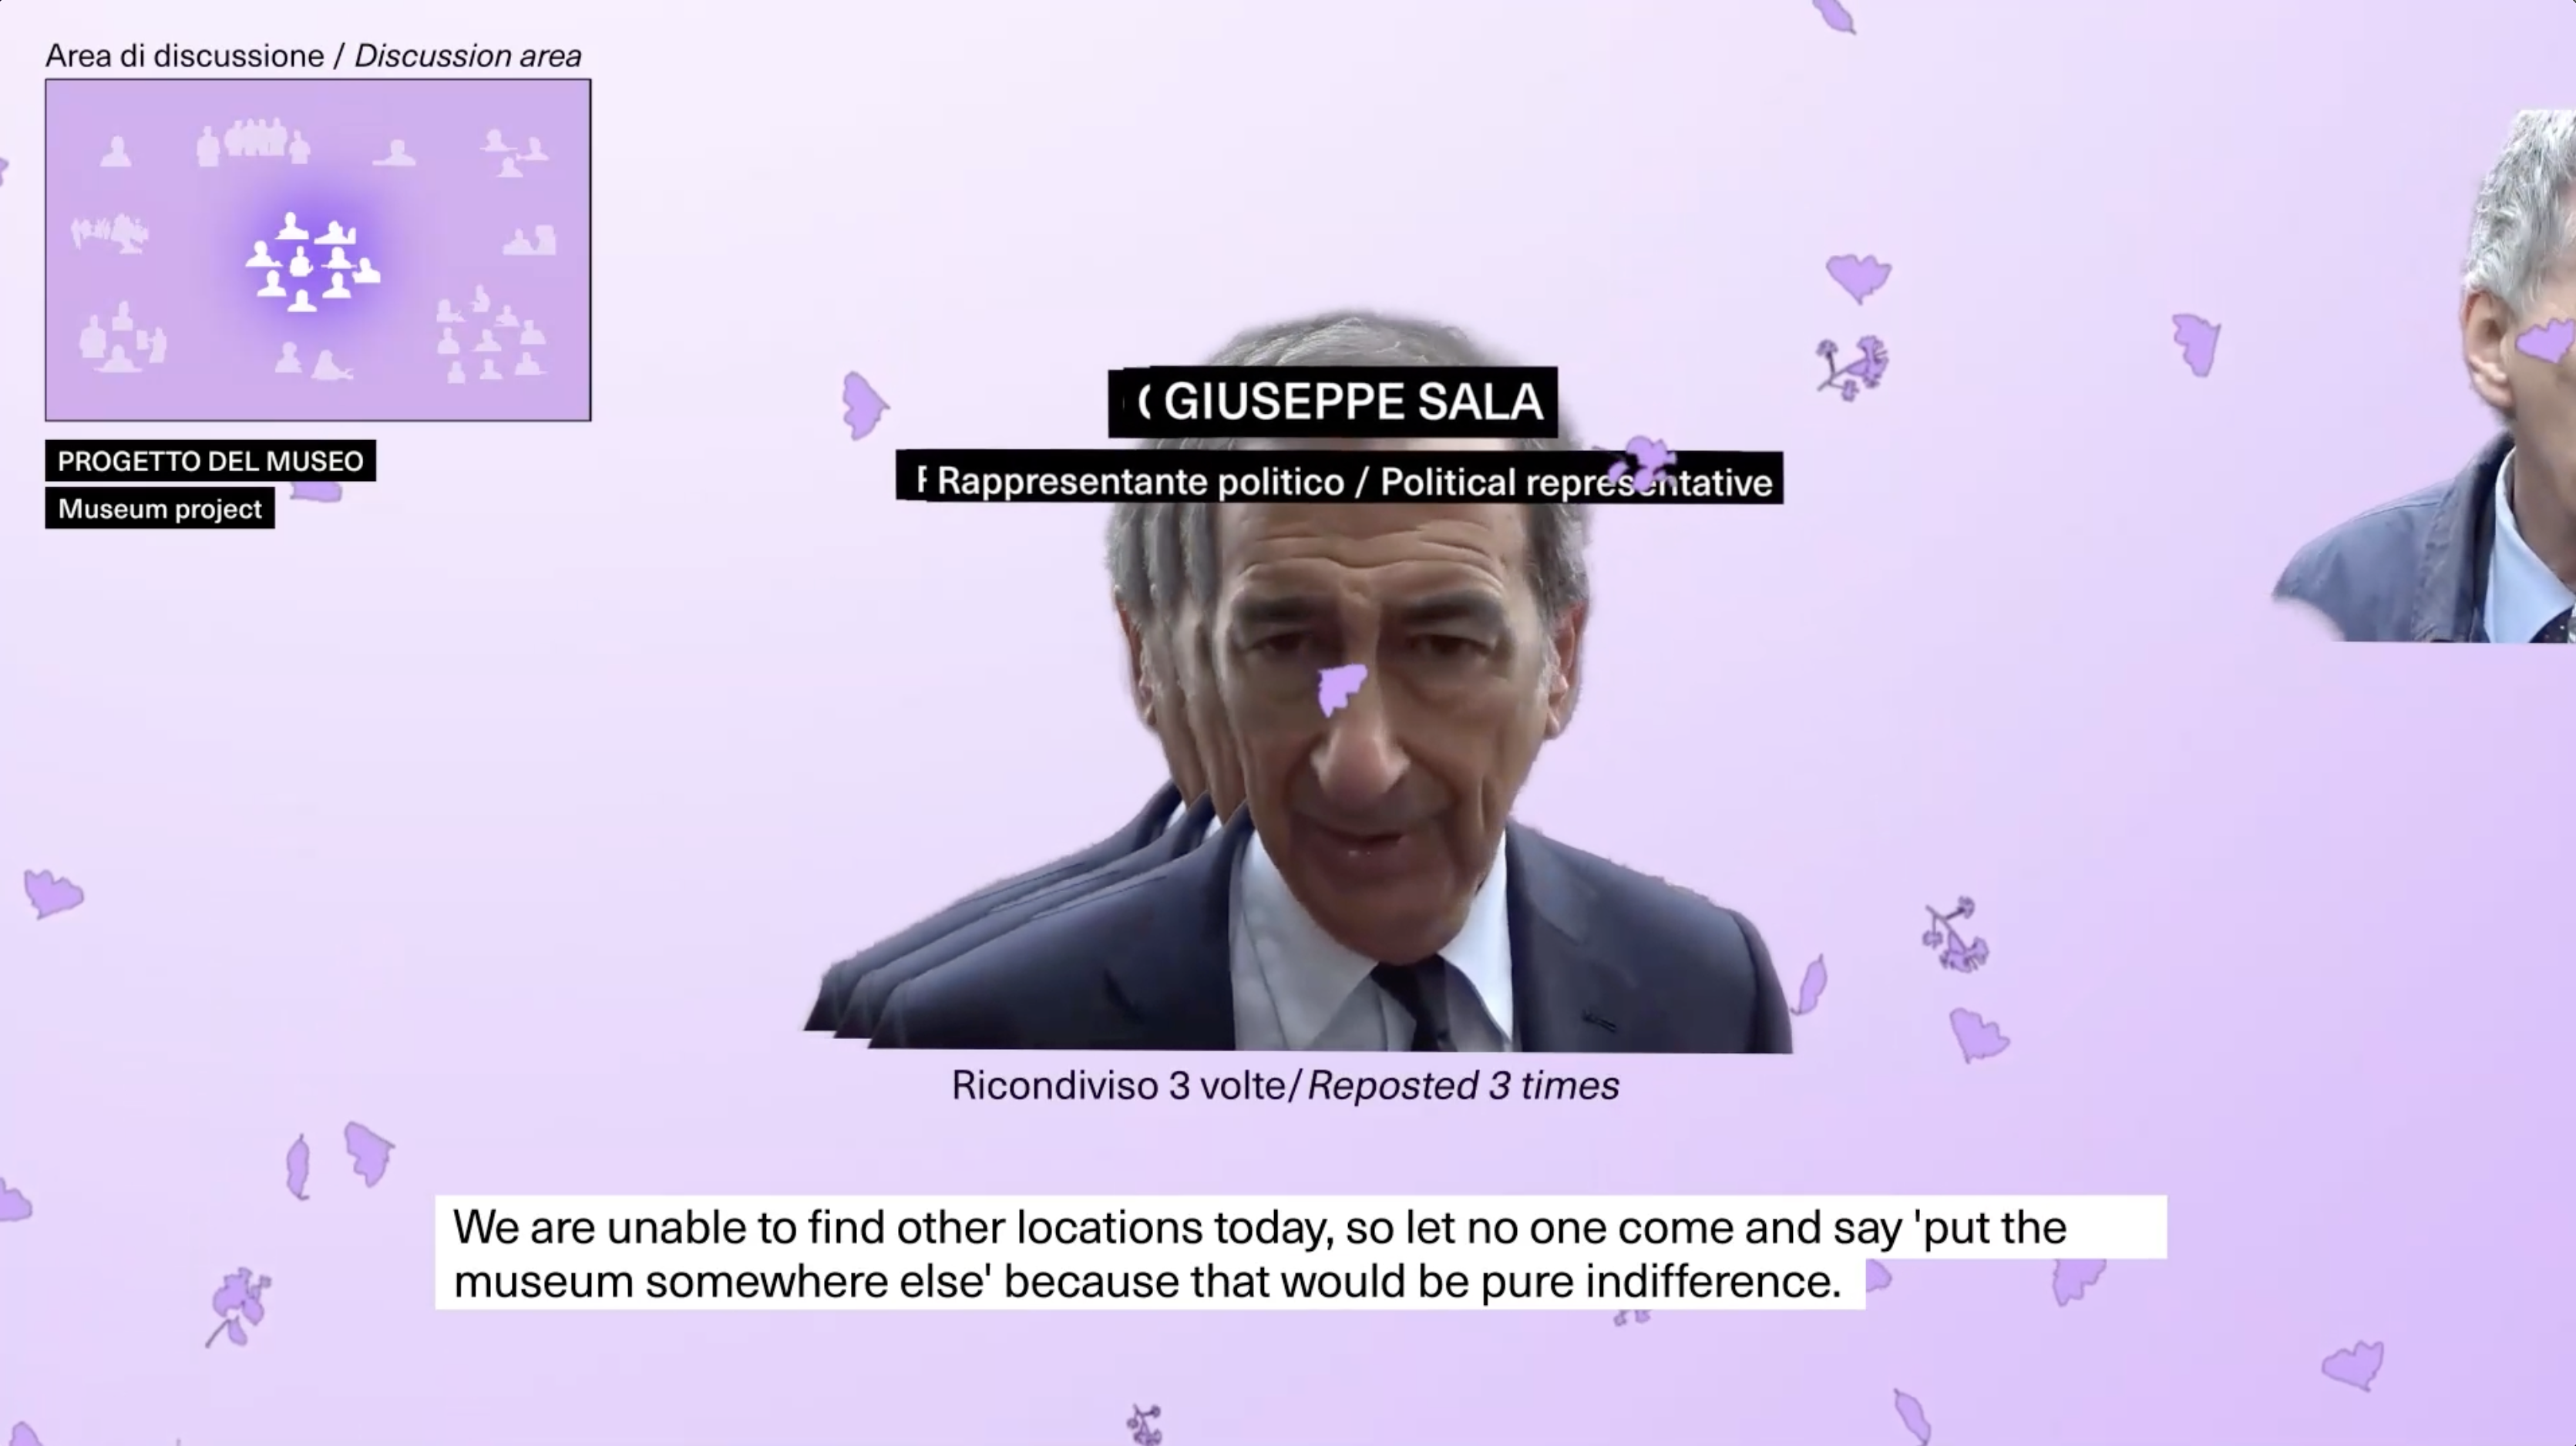 Area di discussione / Discussion area
PROGETTO DEL MUSEO
Museum project
GIUSEPPE SALA
Rappresentante politico / Political representative
Ricondiviso 3 volte/Reposted 3 times
We are unable to find other locations today, so let no one come and say 'put the
museum somewhere else' because that would be pure indifference.